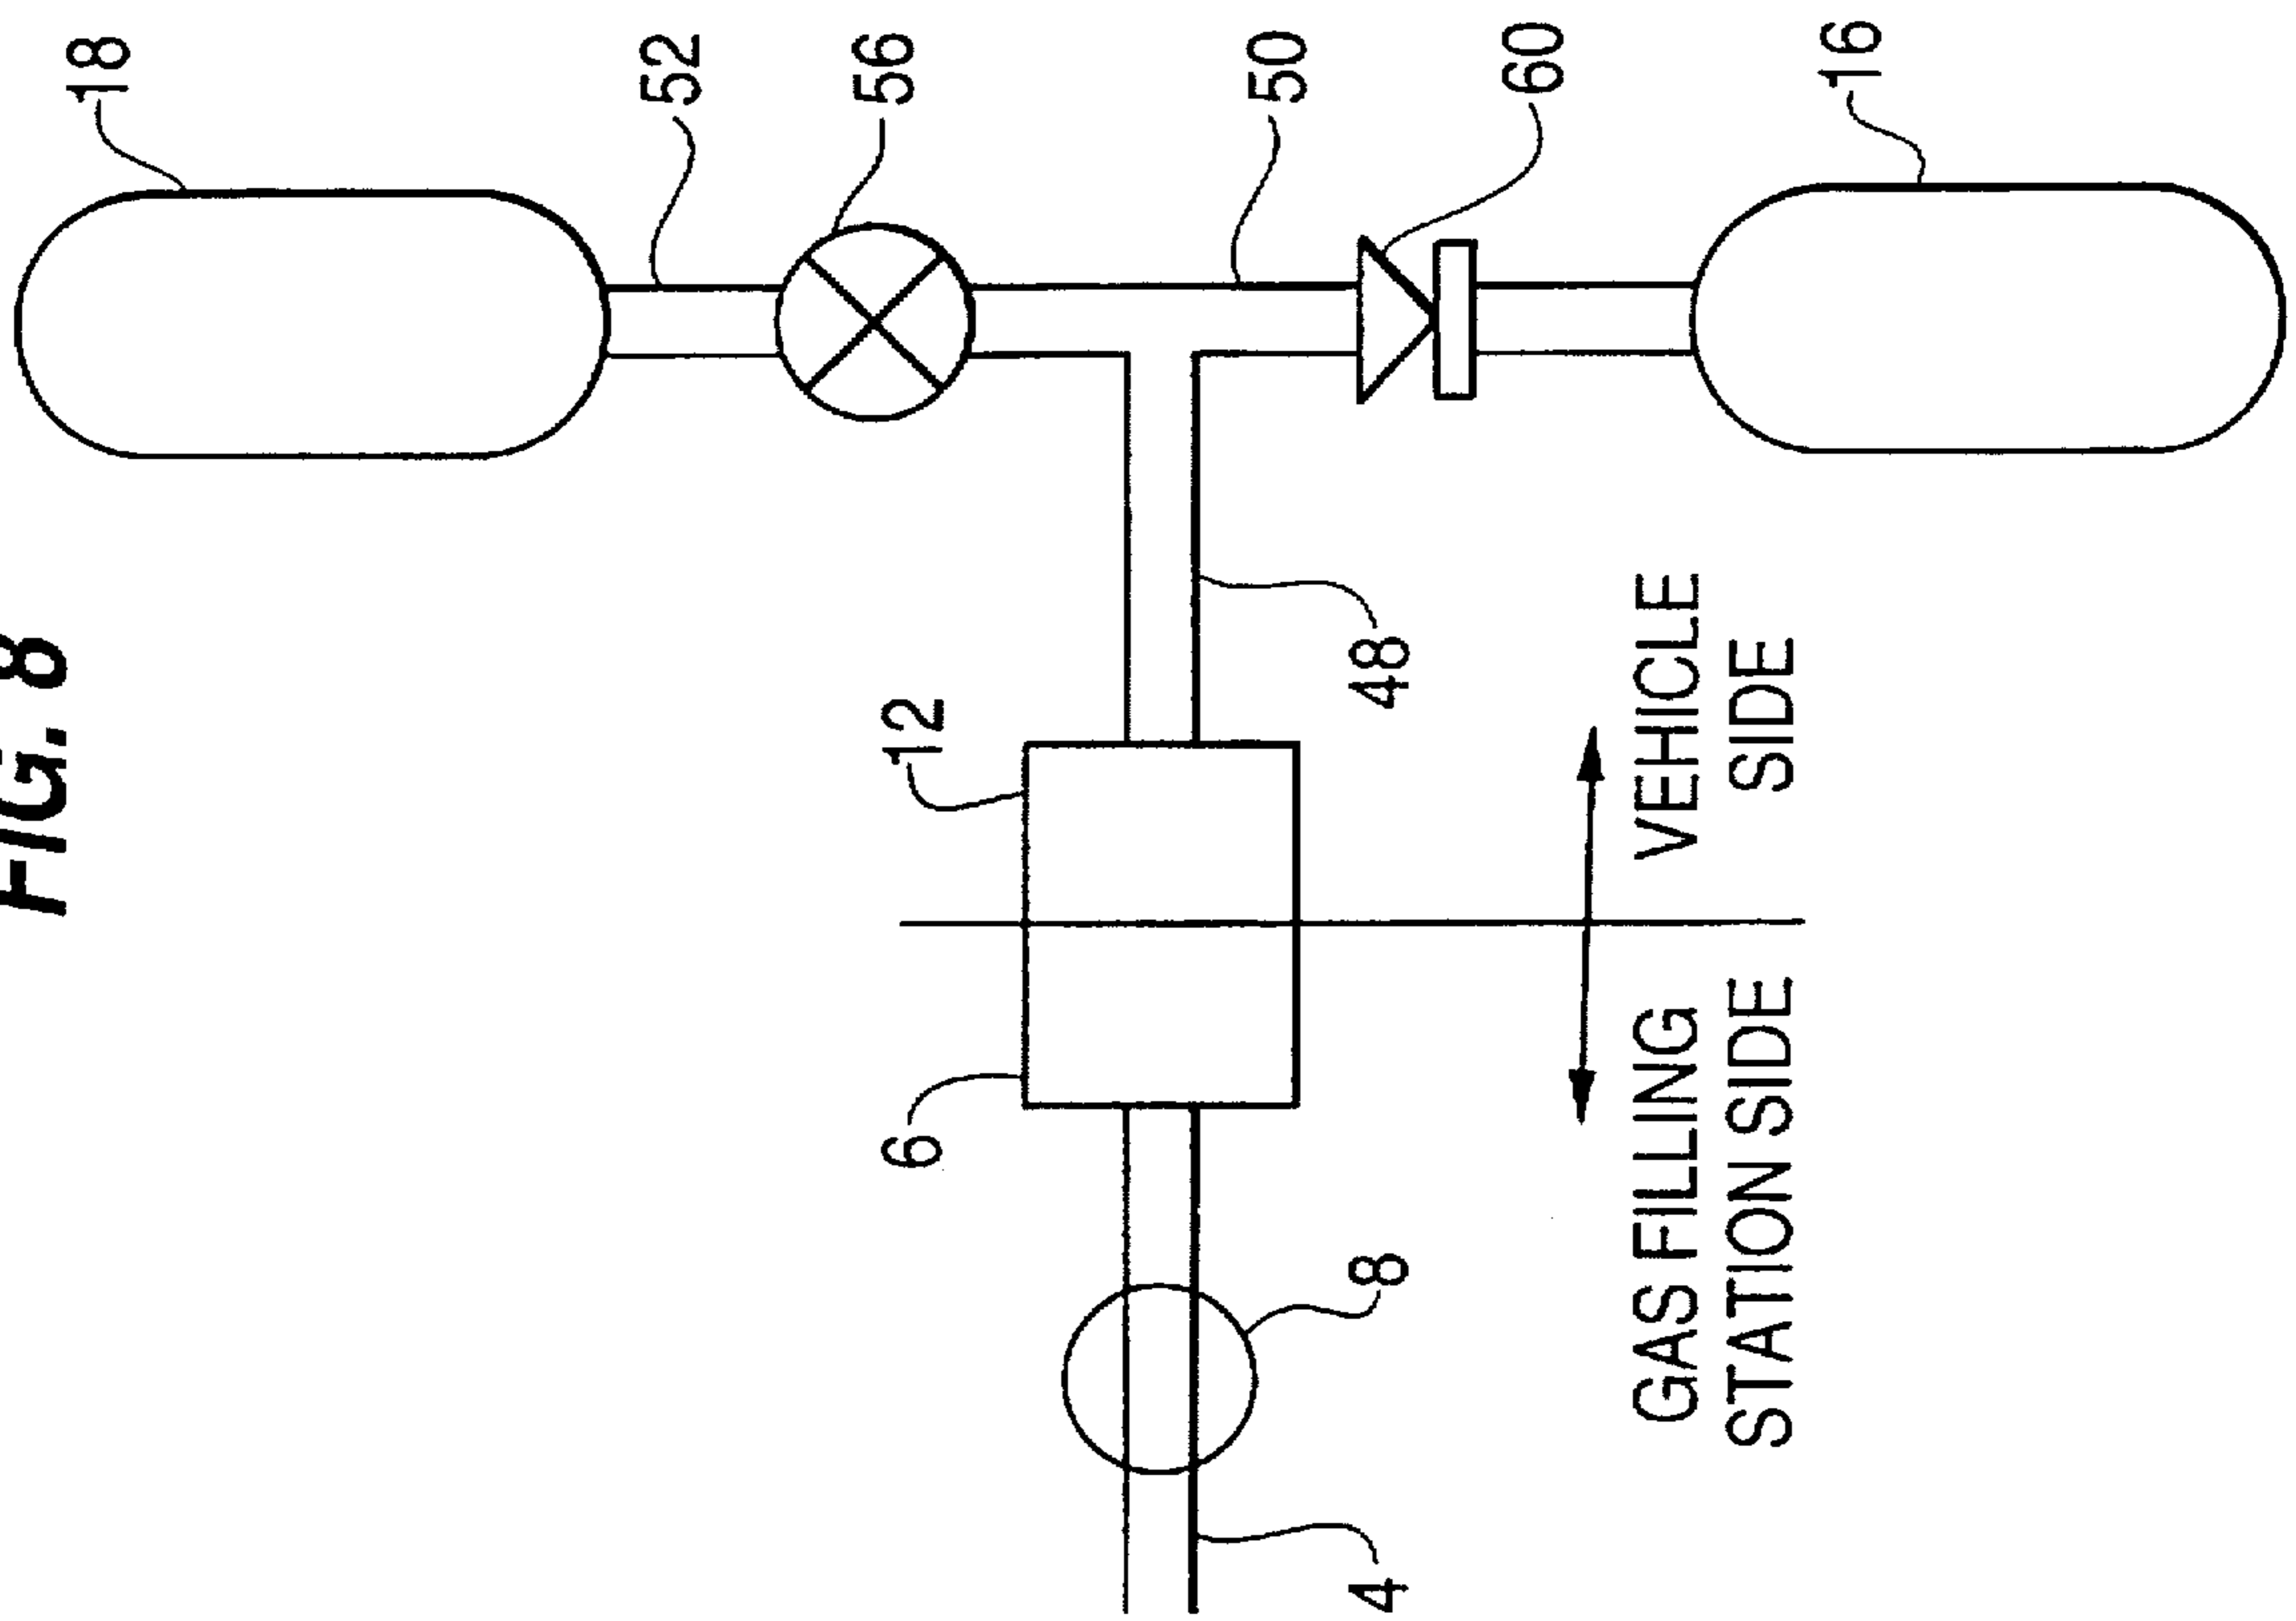 FIG. 8
18
52
56
50
60
16
12
48
6
8
4
GAS FILLING
STATION SIDE
VEHICLE
SIDE